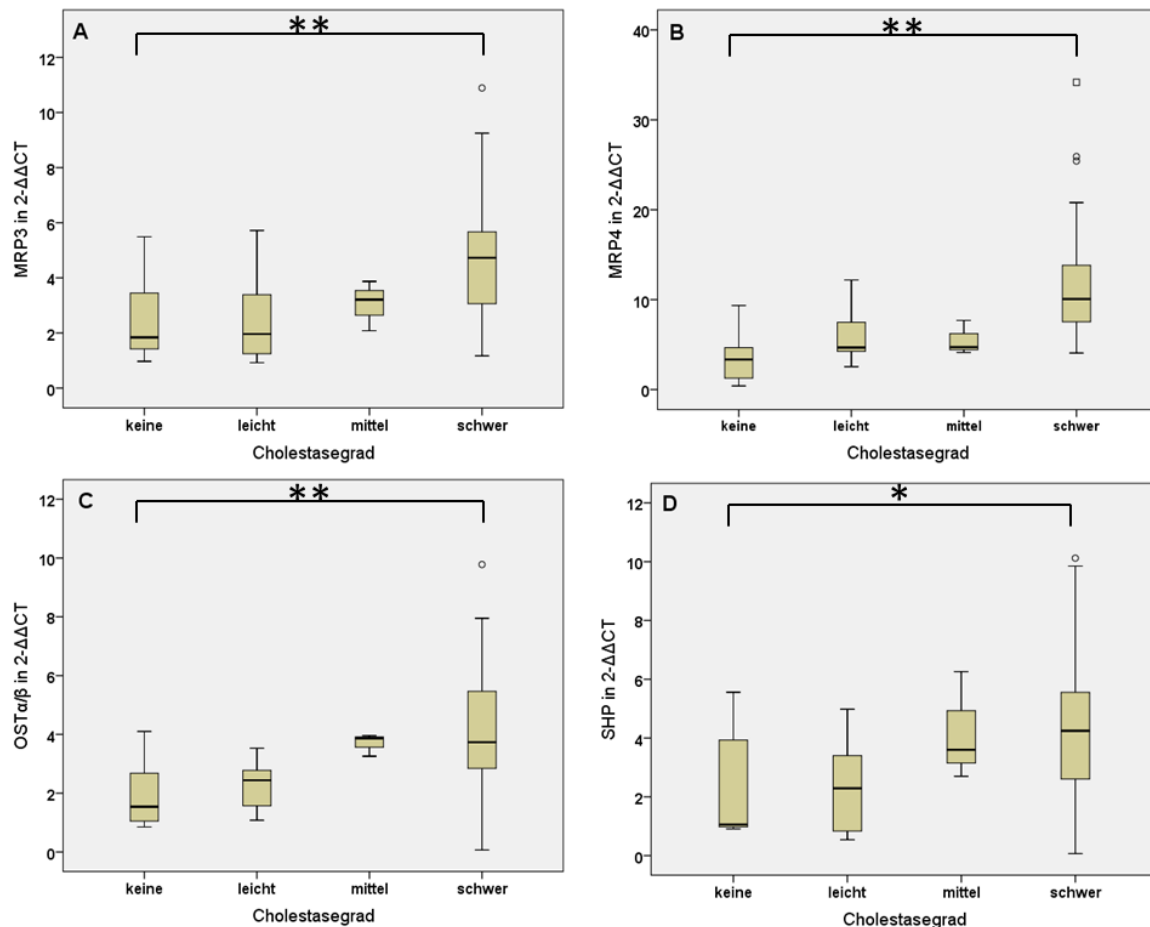 A
**
MRP3 in 2-ΔΔCT
12
10
8
6
4
2
0
keine leicht mittel schwer
Cholestasegrad
B
**
MRP4 in 2-ΔΔCT
40
30
20
10
0
keine leicht mittel schwer
Cholestasegrad
C
**
OSTα/β in 2-ΔΔCT
12
10
8
6
4
2
0
keine leicht mittel schwer
Cholestasegrad
D
*
SHP in 2-ΔΔCT
12
10
8
6
4
2
0
keine leicht mittel schwer
Cholestasegrad